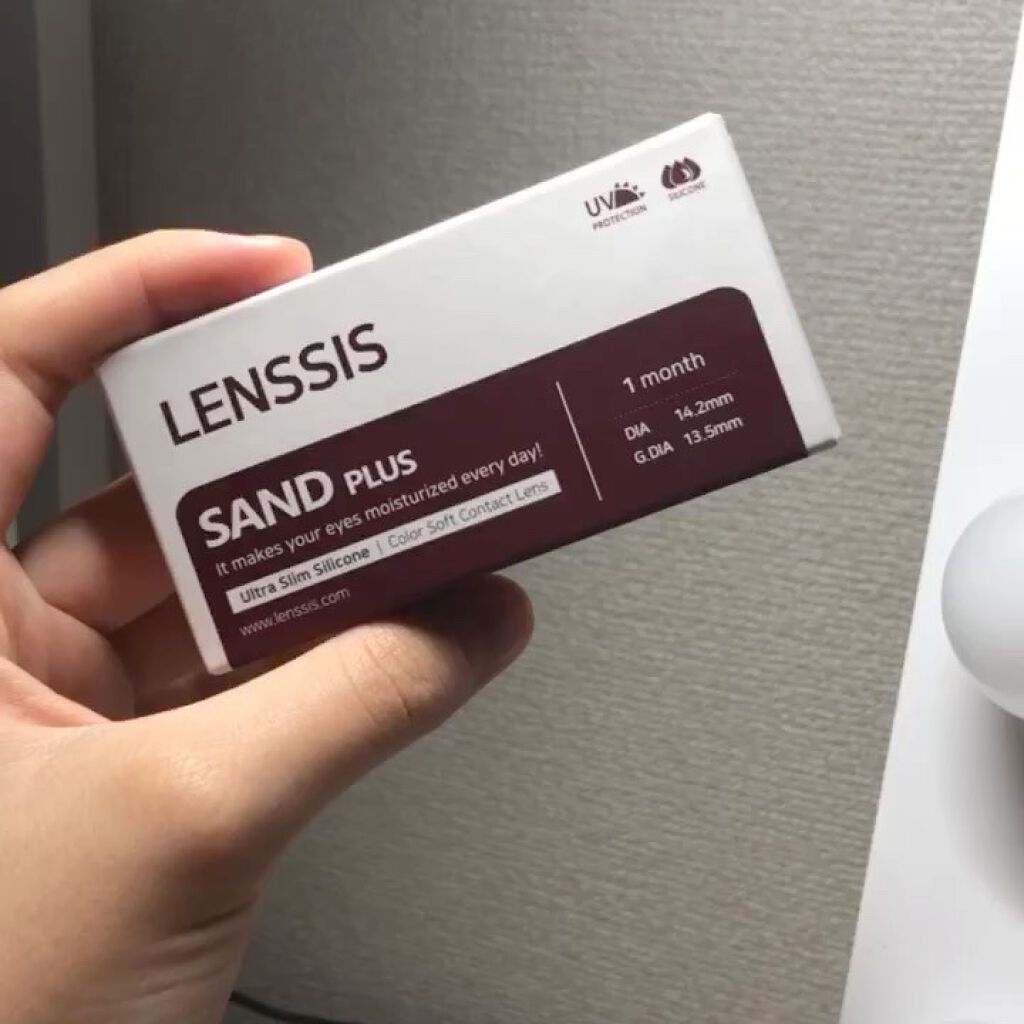 UV
PROTECTION
SILICONE
LENSSIS
SAND PLUS
It makes your eyes moisturized every day!
Ultra Slim Silicone | Color Soft Contact Lens
www.lenssis.com
1 month
DIA 14.2mm
G.DIA 13.5mm